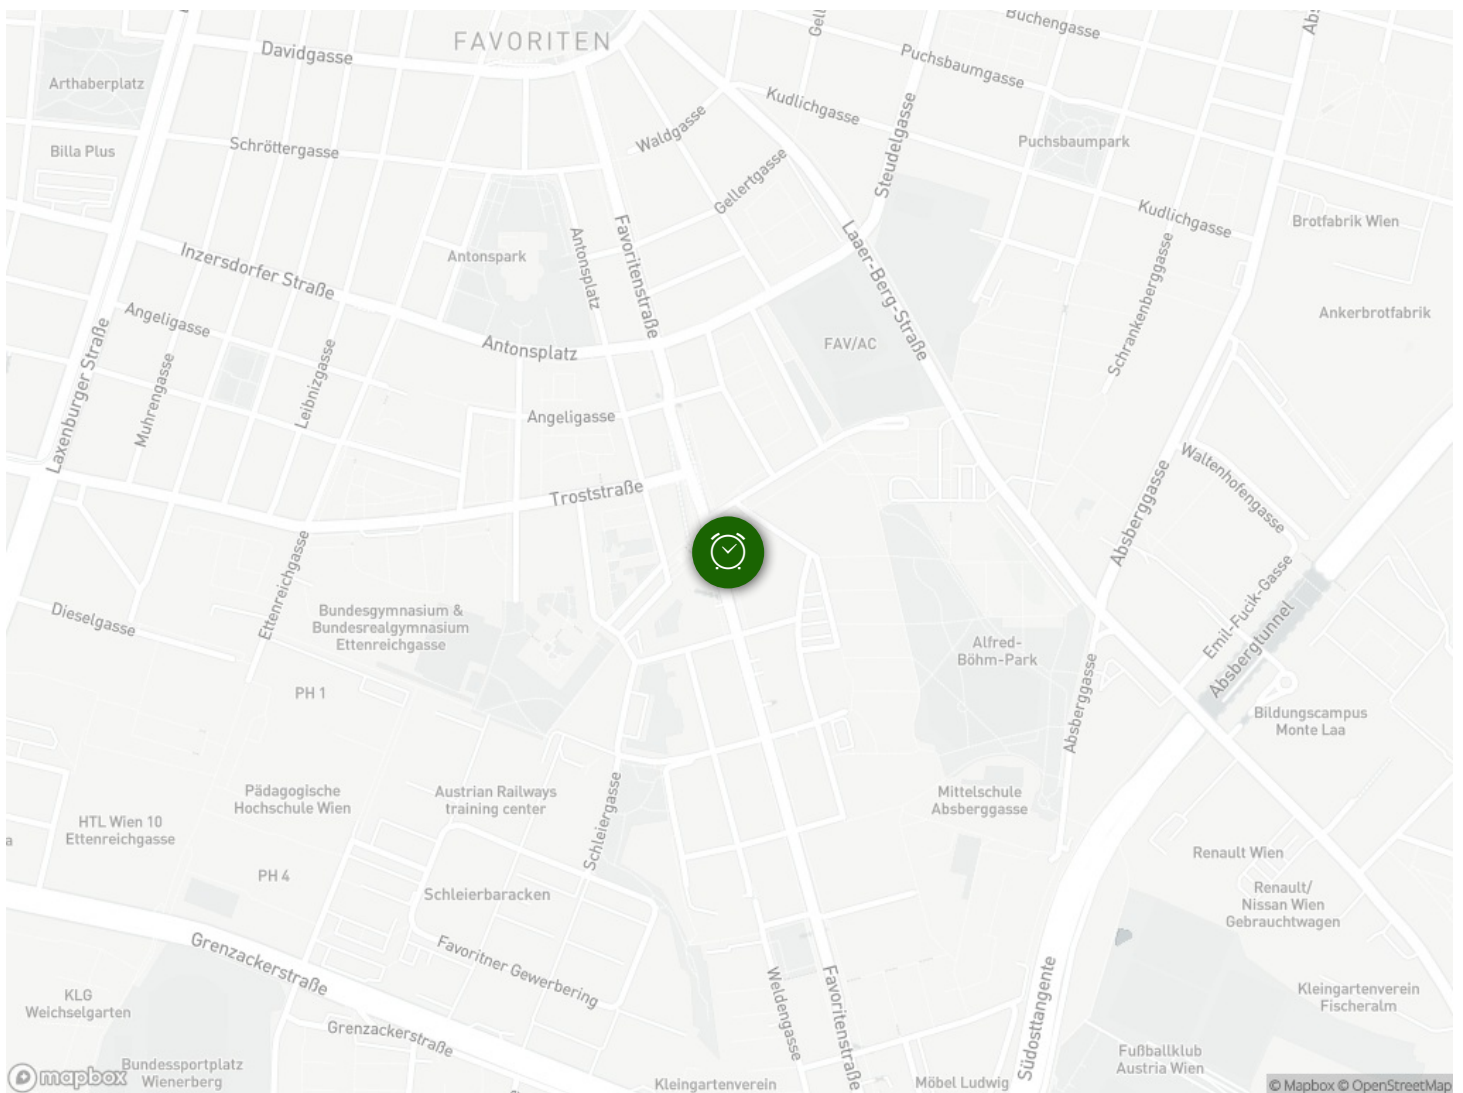 Buchengasse
Abs
Gel
FAVORITEN
Davidgasse
Puchsbaumgasse
Arthaberplatz
Kudlichgasse
Waldgasse
Puchsbaumpark
Steudelgasse
Schröttergasse
Billa Plus
Gellertgasse
Kudlichgasse
Brotfabrik Wien
Favoritenstraße
Antonsplatz
Laaer-Berg-Straße
Antonspark
Inzersdorfer Straße
Schrankenberggasse
Angeligasse
Ankerbrotfabrik
Antonsplatz
FAV/AC
Laxenburger Straße
Muhrengasse
Leibnizgasse
Angeligasse
Waltenhofengasse
Troststraße
Absberggasse
Ettenreichgasse
Emil-Fucik-Gasse
Dieselgasse
Bundesgymnasium &
Bundesrealgymnasium
Ettenreichgasse
Alfred-
Böhm-Park
Absbergtunnel
PH 1
Absberggasse
Bildungscampus
Monte Laa
Pädagogische
Hochschule Wien
Austrian Railways
training center
Mittelschule
Absberggasse
Schleiergasse
HTL Wien 10
Ettenreichgasse
a
Renault Wien
PH 4
Schleierbaracken
Renault/
Nissan Wien
Gebrauchtwagen
Grenzackerstraße
Favoritner Gewerbering
Weldengasse
Favoritenstraße
Südosttangente
KLG
Weichselgarten
Kleingartenverein
Fischeralm
Grenzackerstraße
Bundessportplatz
Wienerberg
Fußballklub
Austria Wien
mapbox
Kleingartenverein
Möbel Ludwig
© Mapbox © OpenStreetMap